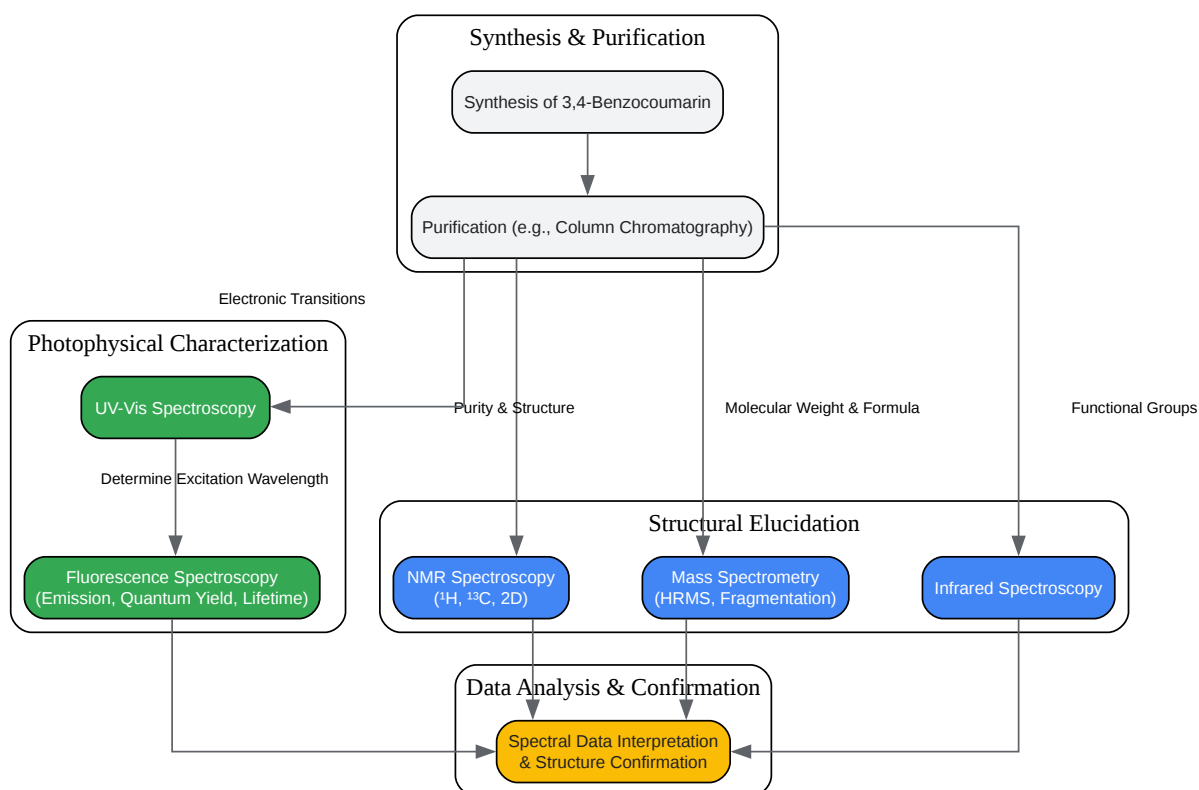 Synthesis & Purification
Synthesis of 3,4-Benzocoumarin
Purification (e.g., Column Chromatography)
Electronic Transitions
Photophysical Characterization
UV-Vis Spectroscopy
Purity & Structure
Molecular Weight & Formula
Functional Groups
Determine Excitation Wavelength
Structural Elucidation
Fluorescence Spectroscopy
(Emission, Quantum Yield, Lifetime)
NMR Spectroscopy
(¹H, ¹³C, 2D)
Mass Spectrometry
(HRMS, Fragmentation)
Infrared Spectroscopy
Data Analysis & Confirmation
Spectral Data Interpretation
& Structure Confirmation